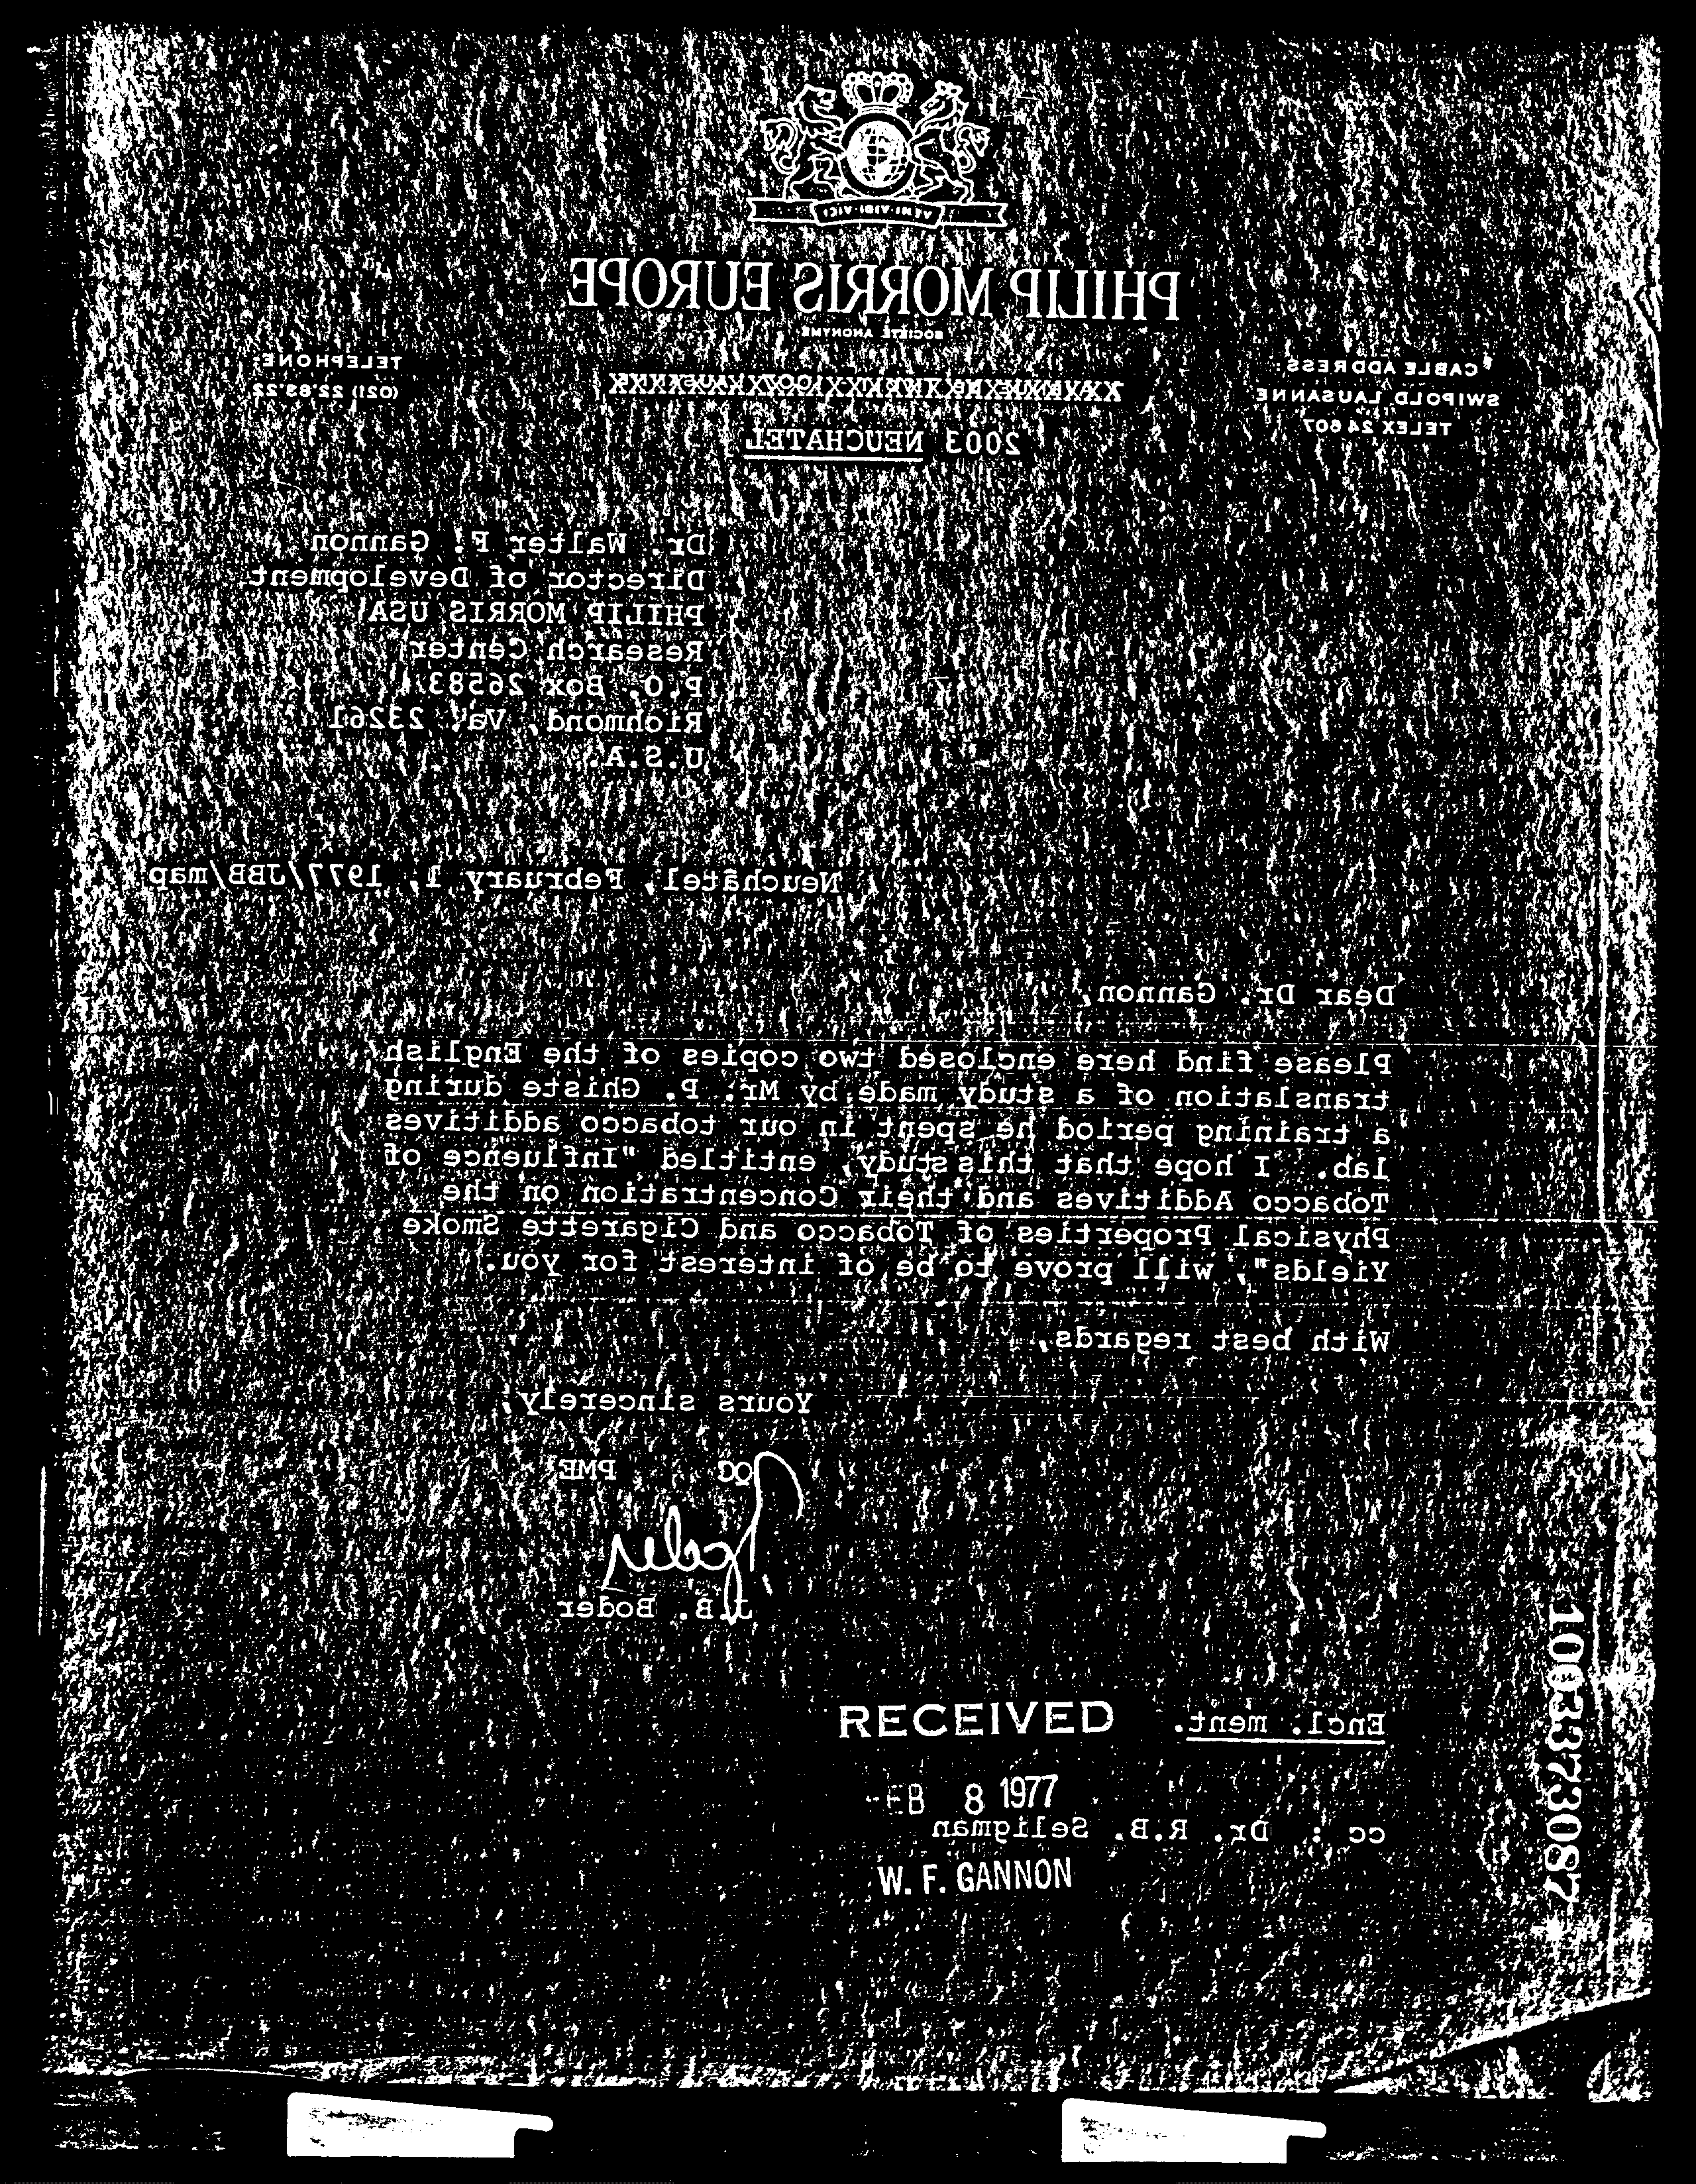 VENI·VIDI·VICI
PHILIP MORRIS EUROPE
SOCIÉTÉ ANONYME
CABLE ADDRESS:
SWIPOLD LAUSANNE
TELEX 24 607
TELEPHONE:
(021) 22 83 22
2003 NEUCHATEL
Dr. Walter F. Gannon
Director of Development
PHILIP MORRIS USA
Research Center
P.O. Box 26583
Richmond Va. 23261
U.S.A.
Neuchâtel, February 1, 1977/JBB/map
Dear Dr. Gannon,
Please find here enclosed two copies of the English
translation of a study made by Mr. P. Ghiste during
a training period he spent in our tobacco additives
lab. I hope that this study, entitled "Influence of
Tobacco Additives and their Concentration on the
Physical Properties of Tobacco and Cigarette Smoke
Yields", will prove to be of interest for you.
With best regards,
Yours sincerely,
PME
J.B. Boder
Encl. ment.
RECEIVED
8 1977
cc : Dr. R.B. Seligman
W. F. GANNON
1003373087